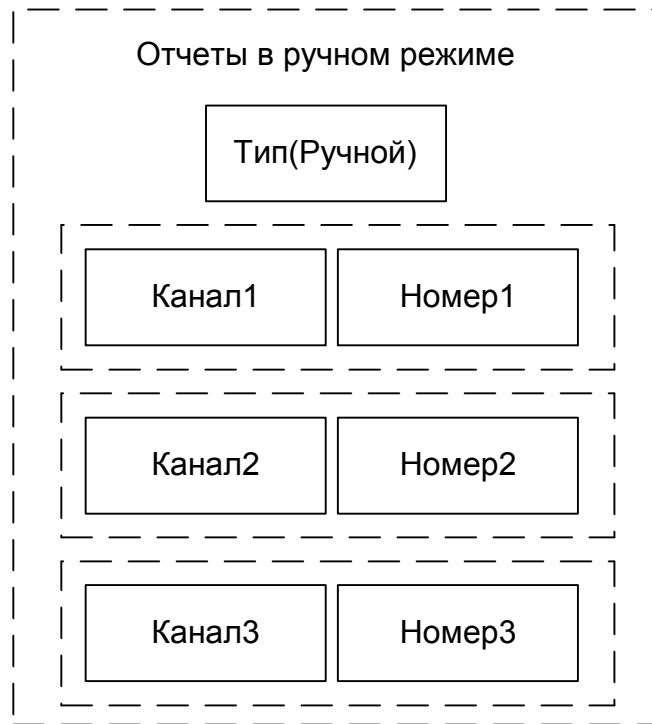 Отчеты в ручном режиме
Тип(Ручной)
Канал1 Номер1
Канал2 Номер2
Канал3 Номер3